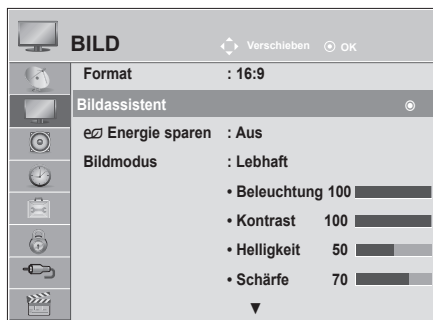 BILD
Verschieben OK
Format : 16:9
Bildassistent
e Energie sparen : Aus
Bildmodus : Lebhaft
• Beleuchtung 100
• Kontrast 100
• Helligkeit 50
• Schärfe 70